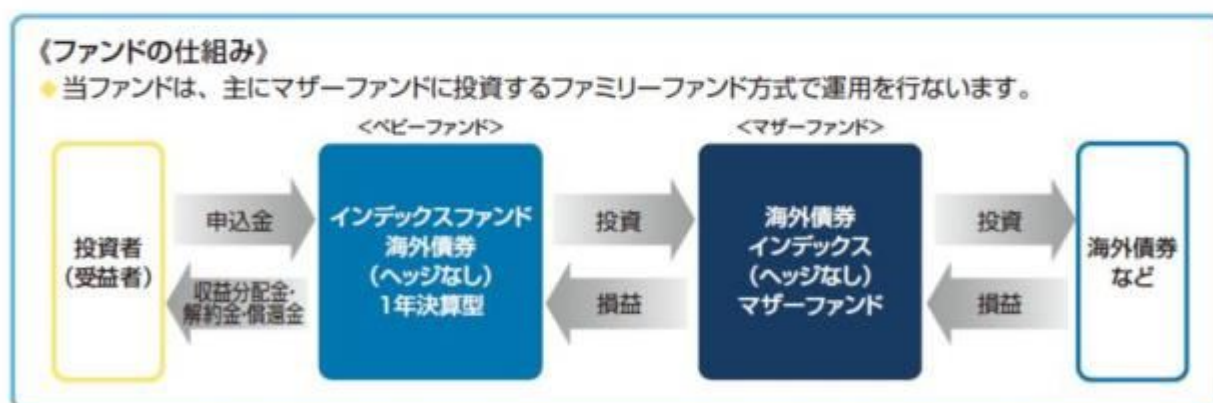 《ファンドの仕組み》
◆当ファンドは、主にマザーファンドに投資するファミリーファンド方式で運用を行ないます。
<ベビーファンド>
<マザーファンド>
投資者
(受益者)
申込金
収益分配金・
解約金・償還金
インデックスファンド
海外債券
(ヘッジなし)
1年決算型
投資
損益
海外債券
インデックス
(ヘッジなし)
マザーファンド
投資
損益
海外債券
など